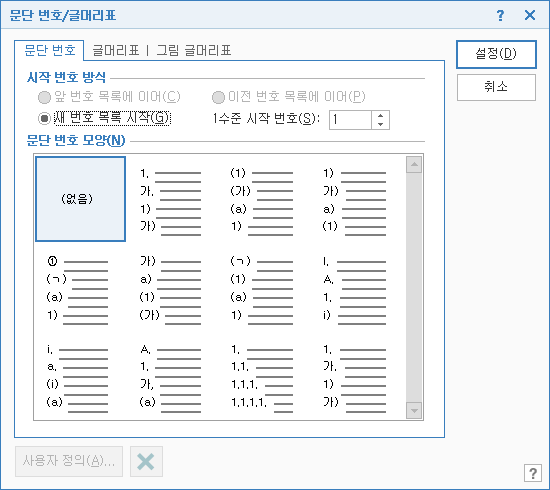 문단 번호/글머리표
? ×
문단 번호 글머리표 | 그림 글머리표
설정(D)
취소
시작 번호 방식
앞 번호 목록에 이어(C) 이전 번호 목록에 이어(P)
새 번호 목록 시작(G) 1수준 시작 번호(S): 1
문단 번호 모양(N)
(없음)
1.
가.
1)
가)
(1)
(가)
(a)
1)
1)
가)
a)
(1)
①
(ㄱ)
(a)
1)
가)
a)
(1)
(가)
(ㄱ)
(1)
(a)
1)
I.
A.
1.
i)
i.
a.
(i)
(a)
A.
1.
가.
(a)
1.
1.1.
1.1.1.
1.1.1.1.
1.
가.
1)
가)
사용자 정의(A)...
?